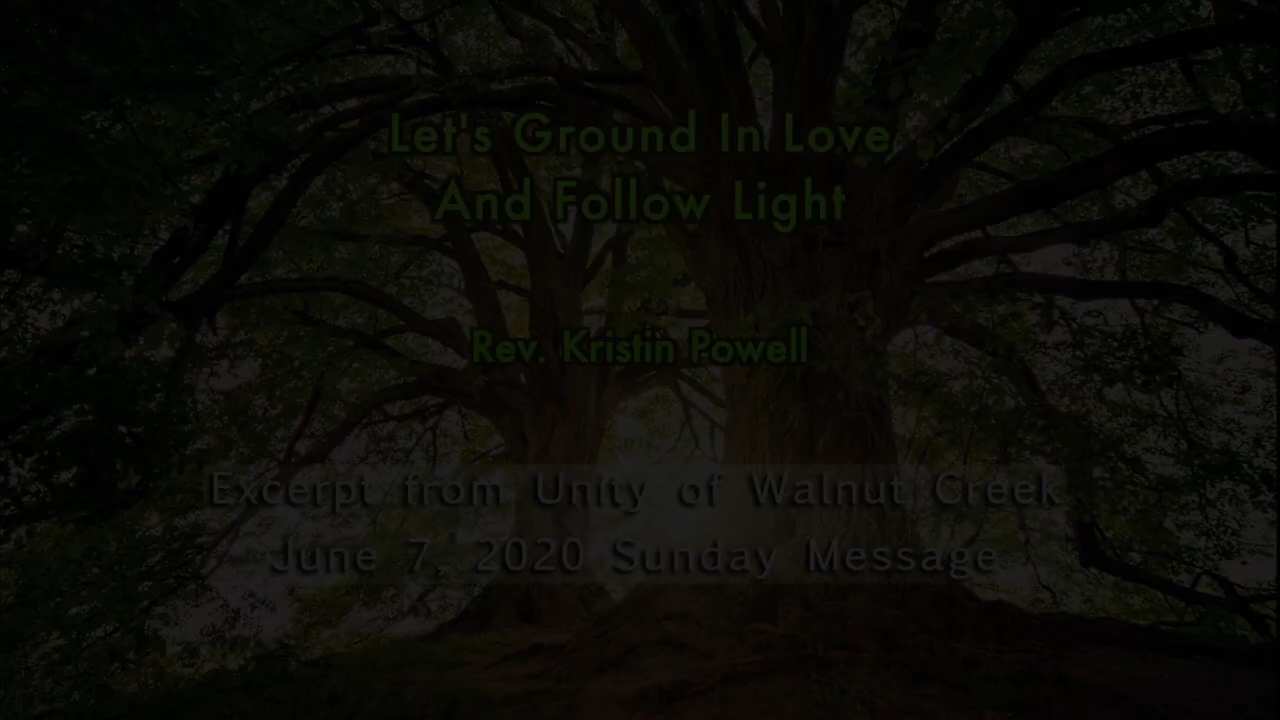 Let's Ground In Love
And Follow Light
Rev. Kristin Powell
Excerpt from Unity of Walnut Creek
June 7, 2020 Sunday Message